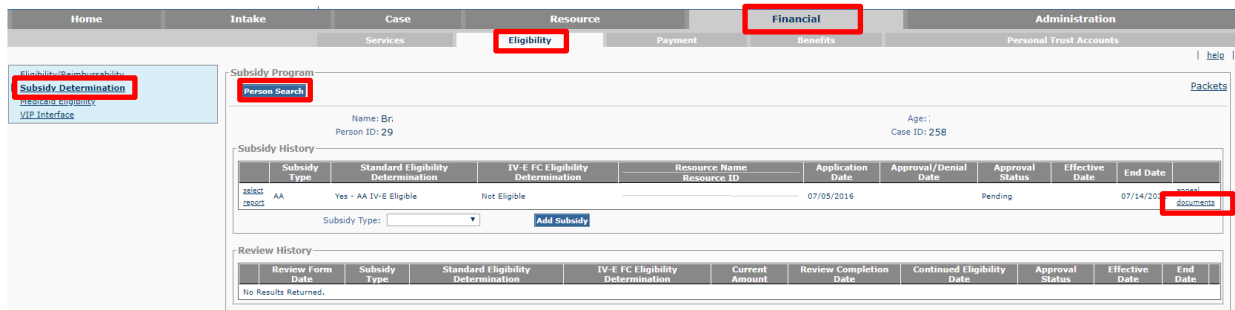 Home Intake Case Resource Financial Administration
Services Eligibility Payment Benefits Personal Trust Accounts
help
Eligibility/Reimbursability
Subsidy Determination
Medicaid Eligibility
VIP Interface
Subsidy Program
Person Search Packets
Name: Br. Age:
Person ID: 29 Case ID: 258
Subsidy History
Subsidy Type Standard Eligibility Determination IV-E FC Eligibility Determination Resource Name Resource ID Application Date Approval/Denial Date Approval Status Effective Date End Date
select report AA Yes - AA IV-E Eligible Not Eligible 07/05/2016 Pending 07/14/20 appeal documents
Subsidy Type: Add Subsidy
Review History
Review Form Date Subsidy Type Standard Eligibility Determination IV-E FC Eligibility Determination Current Amount Review Completion Date Continued Eligibility Date Approval Status Effective Date End Date
No Results Returned.